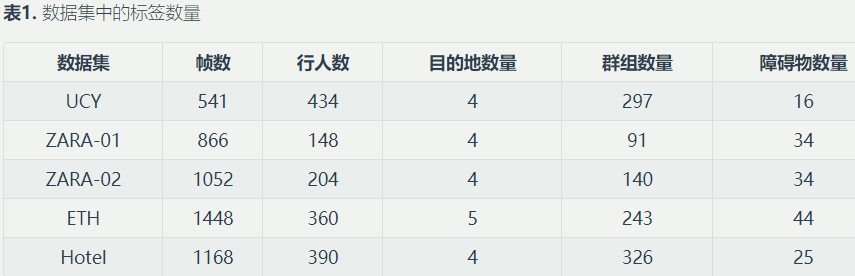 表1. 数据集中的标签数量
数据集 帧数 行人数 目的地数量 群组数量 障碍物数量
UCY 541 434 4 297 16
ZARA-01 866 148 4 91 34
ZARA-02 1052 204 4 140 34
ETH 1448 360 5 243 44
Hotel 1168 390 4 326 25